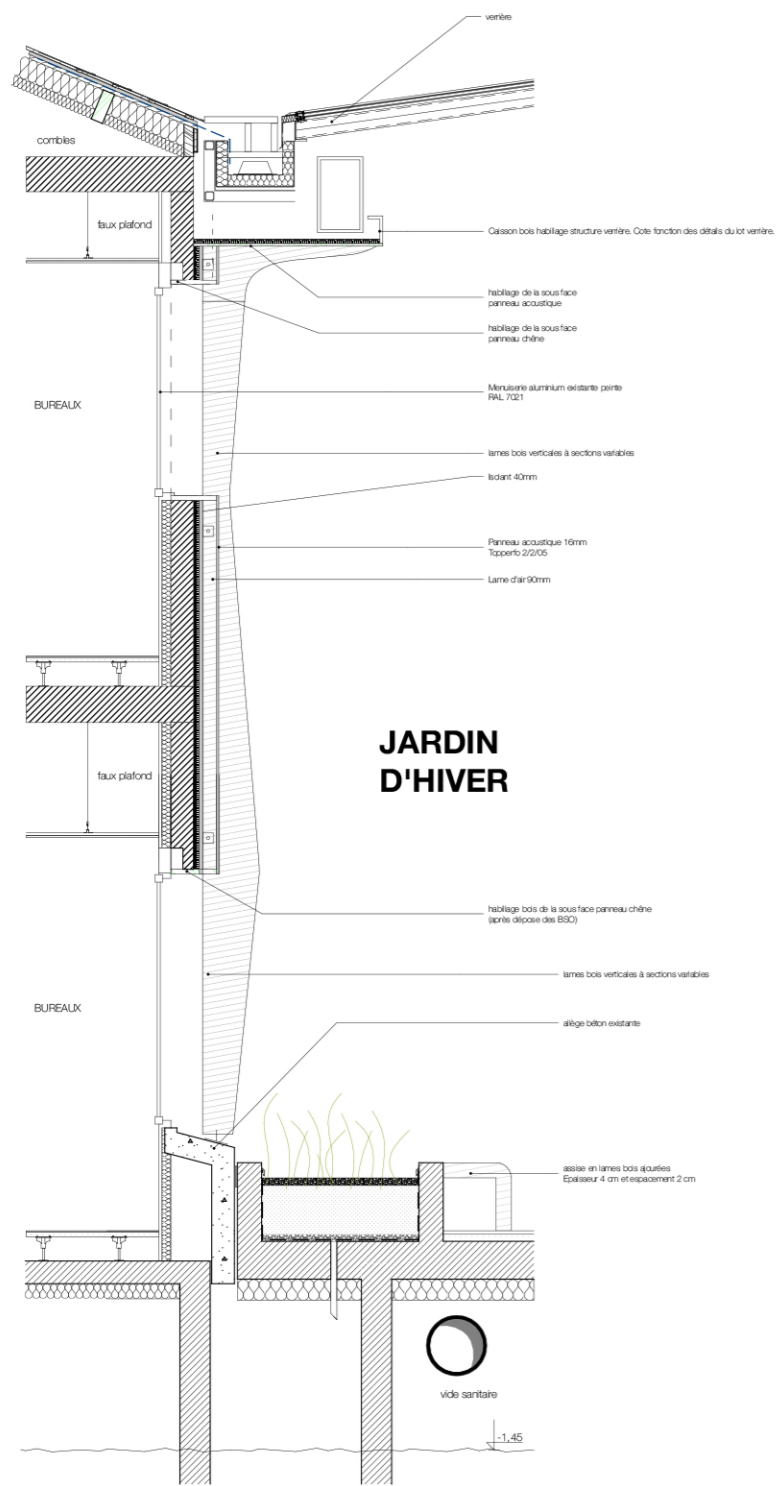 verrière
combles
faux plafond
Caisson bois habillage structure verrière. Cote fonction des détails du lot verrière.
habillage de la sous face
panneau acoustique
habillage de la sous face
panneau chêne
Menuiserie aluminium existante peinte
RAL 7021
BUREAUX
lames bois verticales à sections variables
Isolant 40mm
Panneau acoustique 16mm
Topperfo 2/2/05
Lame d'air 90mm
JARDIN
D'HIVER
faux plafond
habillage bois de la sous face panneau chêne
(après dépose des BSO)
lames bois verticales à sections variables
BUREAUX
allège béton existante
assise en lames bois ajourées
Epaisseur 4 cm et espacement 2 cm
vide sanitaire
-1,45